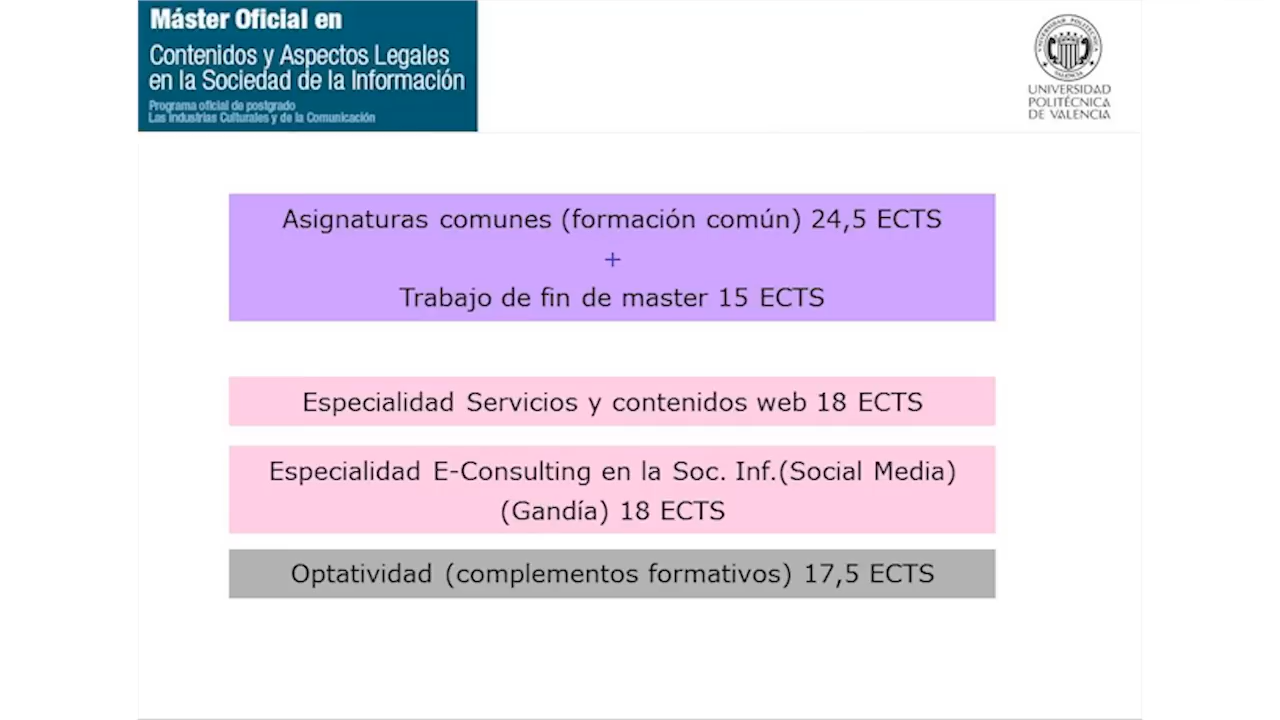 Máster Oficial en
Contenidos y Aspectos Legales
en la Sociedad de la Información
Programa oficial de postgrado
Las Industrias Culturales y de la Comunicación
UNIVERSIDAD
POLITÉCNICA
DE VALENCIA
Asignaturas comunes (formación común) 24,5 ECTS
+
Trabajo de fin de master 15 ECTS
Especialidad Servicios y contenidos web 18 ECTS
Especialidad E-Consulting en la Soc. Inf.(Social Media)
(Gandía) 18 ECTS
Optatividad (complementos formativos) 17,5 ECTS